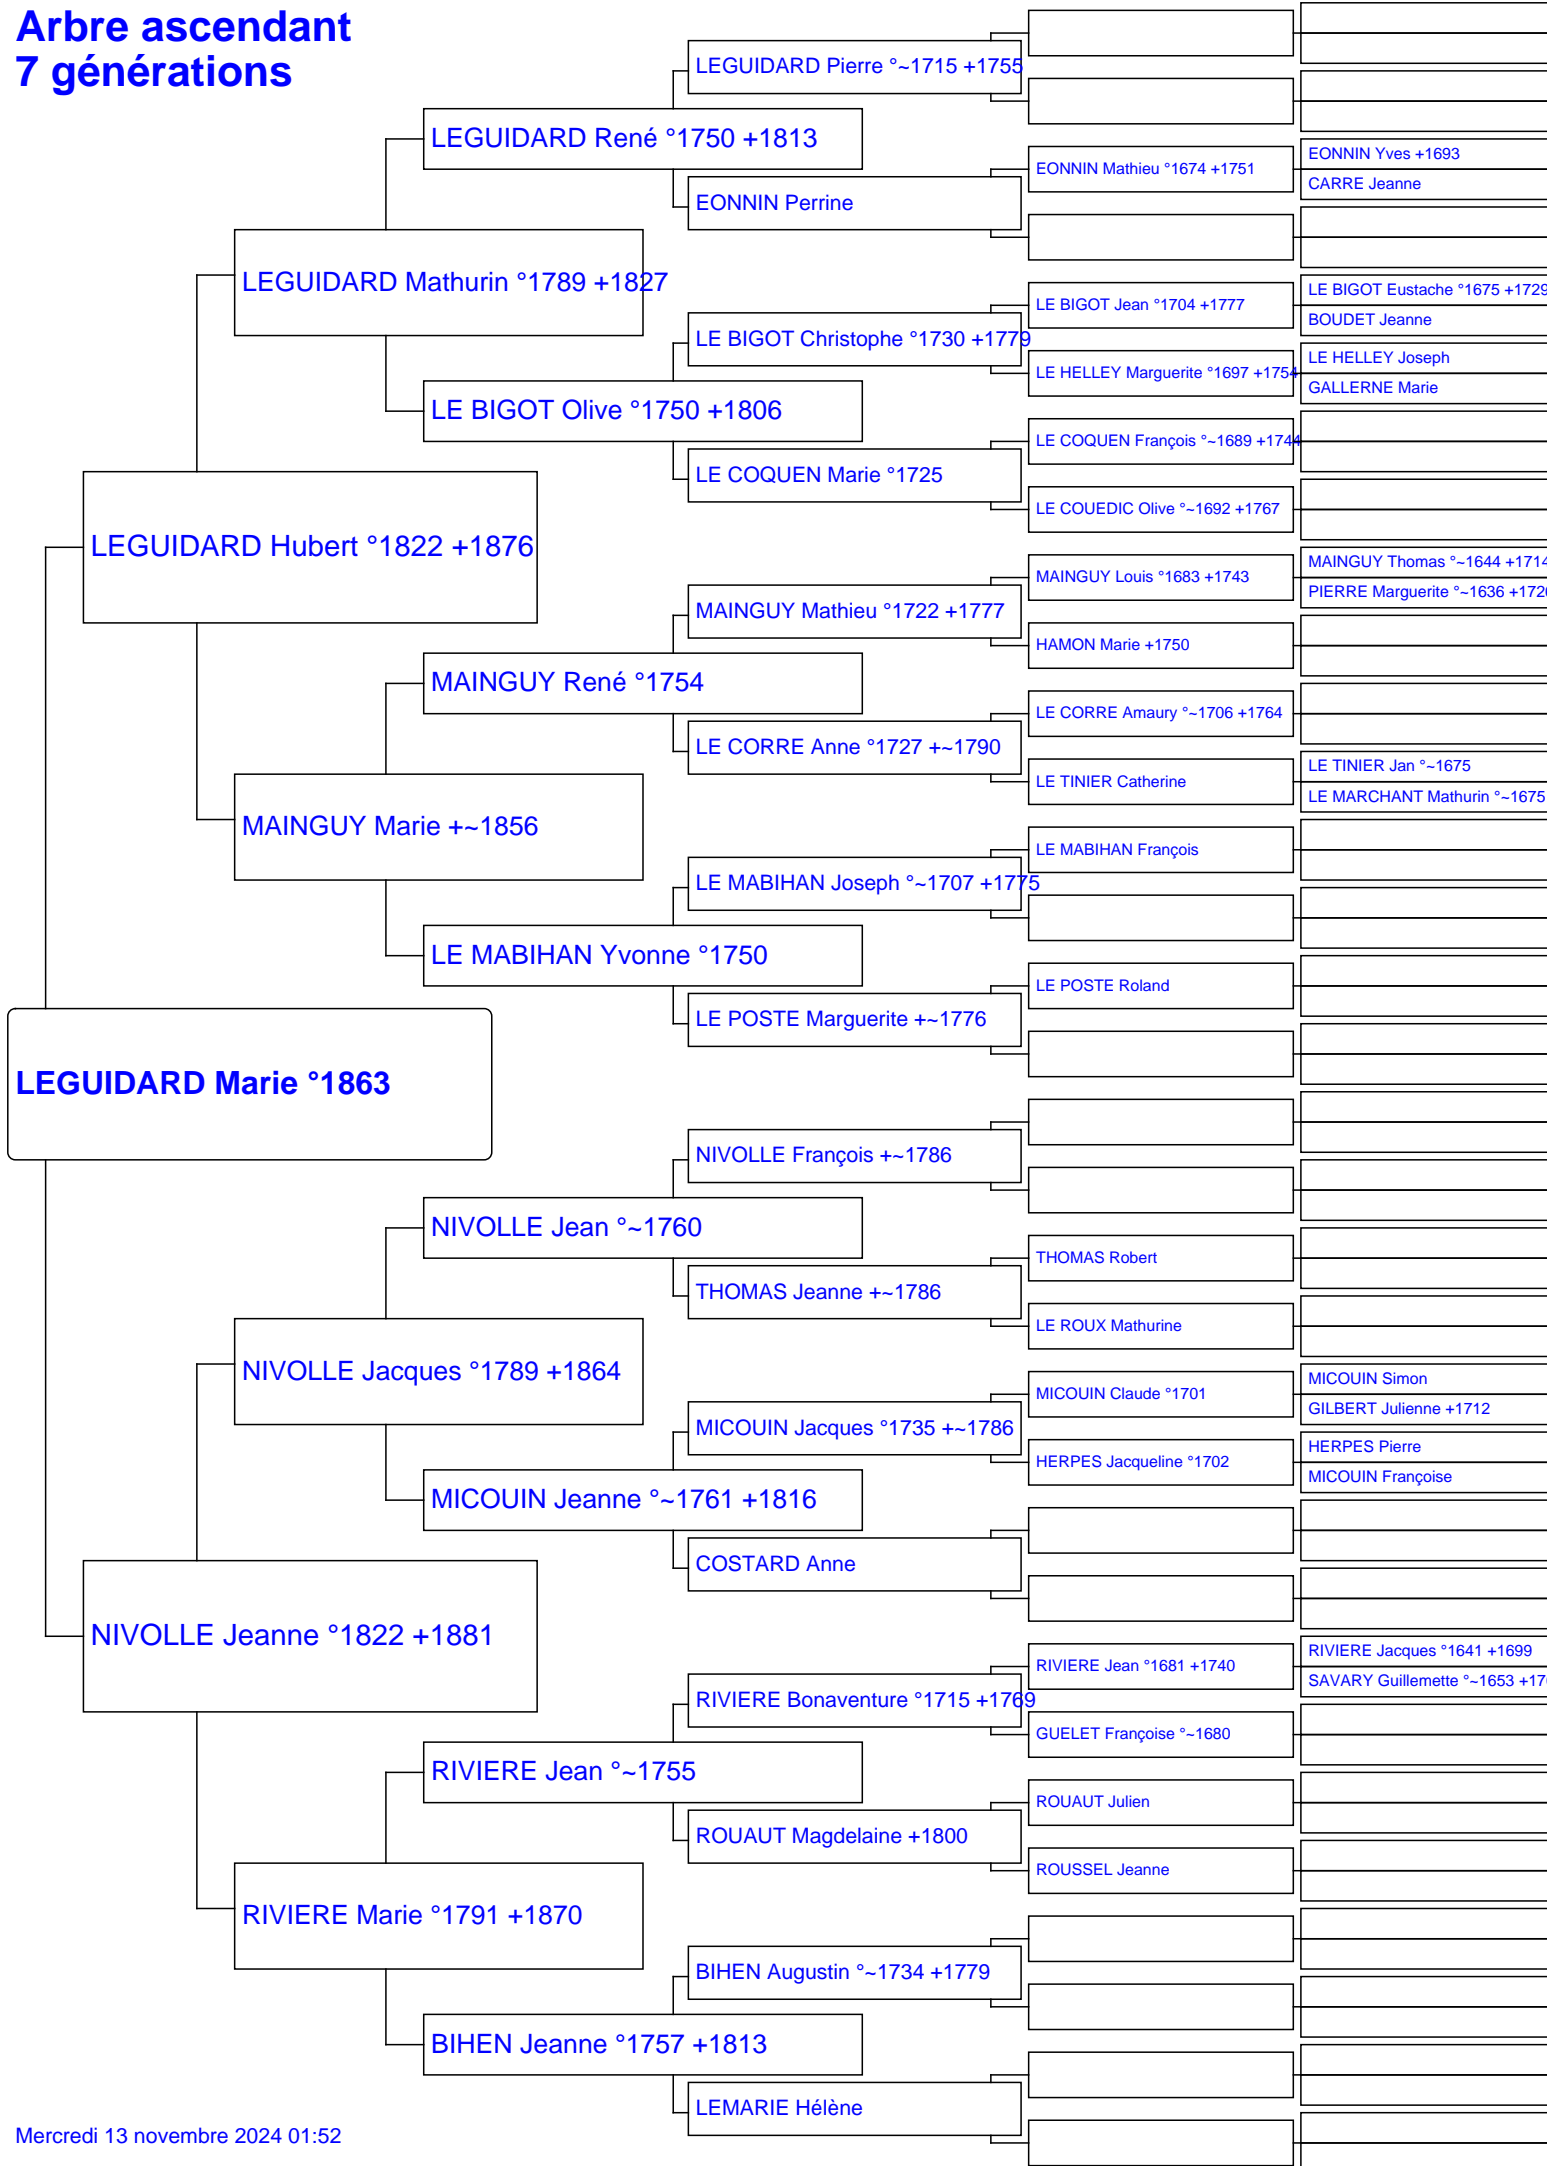 Arbre ascendant
7 générations
LEGUIDARD Pierre °~1715 +1755
LEGUIDARD René °1750 +1813
EONNIN Mathieu °1674 +1751
EONNIN Yves +1693
CARRE Jeanne
EONNIN Perrine
LEGUIDARD Mathurin °1789 +1827
LE BIGOT Jean °1704 +1777
LE BIGOT Eustache °1675 +1729
BOUDET Jeanne
LE BIGOT Christophe °1730 +1779
LE HELLEY Marguerite °1697 +1754
LE HELLEY Joseph
GALLERNE Marie
LE BIGOT Olive °1750 +1806
LE COQUEN François °~1689 +1744
LE COQUEN Marie °1725
LE COUEDIC Olive °~1692 +1767
LEGUIDARD Hubert °1822 +1876
MAINGUY Louis °1683 +1743
MAINGUY Thomas °~1644 +1714
PIERRE Marguerite °~1636 +172
MAINGUY Mathieu °1722 +1777
HAMON Marie +1750
MAINGUY René °1754
LE CORRE Amaury °~1706 +1764
LE CORRE Anne °1727 +~1790
LE TINIER Catherine
LE TINIER Jan °~1675
LE MARCHANT Mathurin °~1675
MAINGUY Marie +~1856
LE MABIHAN François
LE MABIHAN Joseph °~1707 +1775
LE MABIHAN Yvonne °1750
LE POSTE Roland
LE POSTE Marguerite +~1776
LEGUIDARD Marie °1863
NIVOLLE François +~1786
NIVOLLE Jean °~1760
THOMAS Robert
THOMAS Jeanne +~1786
LE ROUX Mathurine
NIVOLLE Jacques °1789 +1864
MICOUIN Claude °1701
MICOUIN Simon
GILBERT Julienne +1712
MICOUIN Jacques °1735 +~1786
HERPES Jacqueline °1702
HERPES Pierre
MICOUIN Françoise
MICOUIN Jeanne °~1761 +1816
COSTARD Anne
NIVOLLE Jeanne °1822 +1881
RIVIERE Jean °1681 +1740
RIVIERE Jacques °1641 +1699
SAVARY Guillemette °~1653 +17
RIVIERE Bonaventure °1715 +1769
GUELET Françoise °~1680
RIVIERE Jean °~1755
ROUAUT Julien
ROUAUT Magdelaine +1800
ROUSSEL Jeanne
RIVIERE Marie °1791 +1870
BIHEN Augustin °~1734 +1779
BIHEN Jeanne °1757 +1813
LEMARIE Hélène
Mercredi 13 novembre 2024 01:52